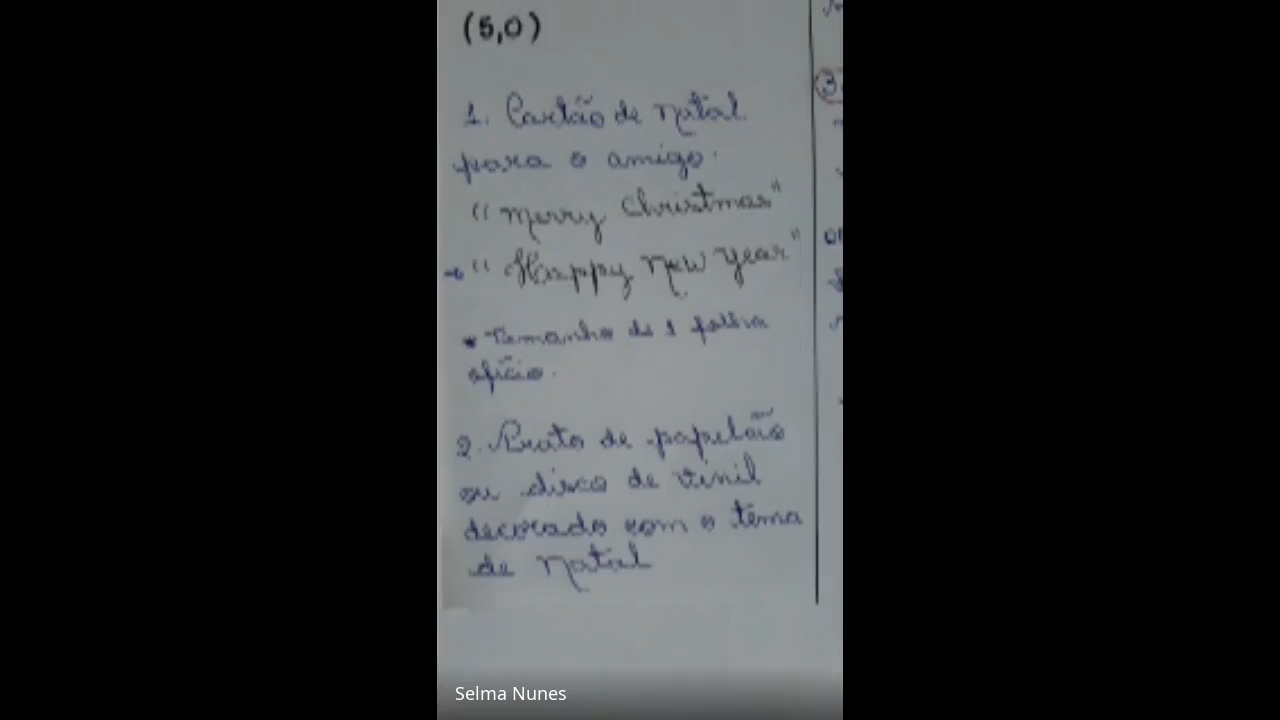 (5,0)
1. Cartão de natal
para o amigo.
"Merry Christmas"
→ "Happy New Year"
* Tamanho de 1 folha
ofício.
2. Prato de papelão
ou disco de vinil
decorado com o tema
de natal
3.
Selma Nunes